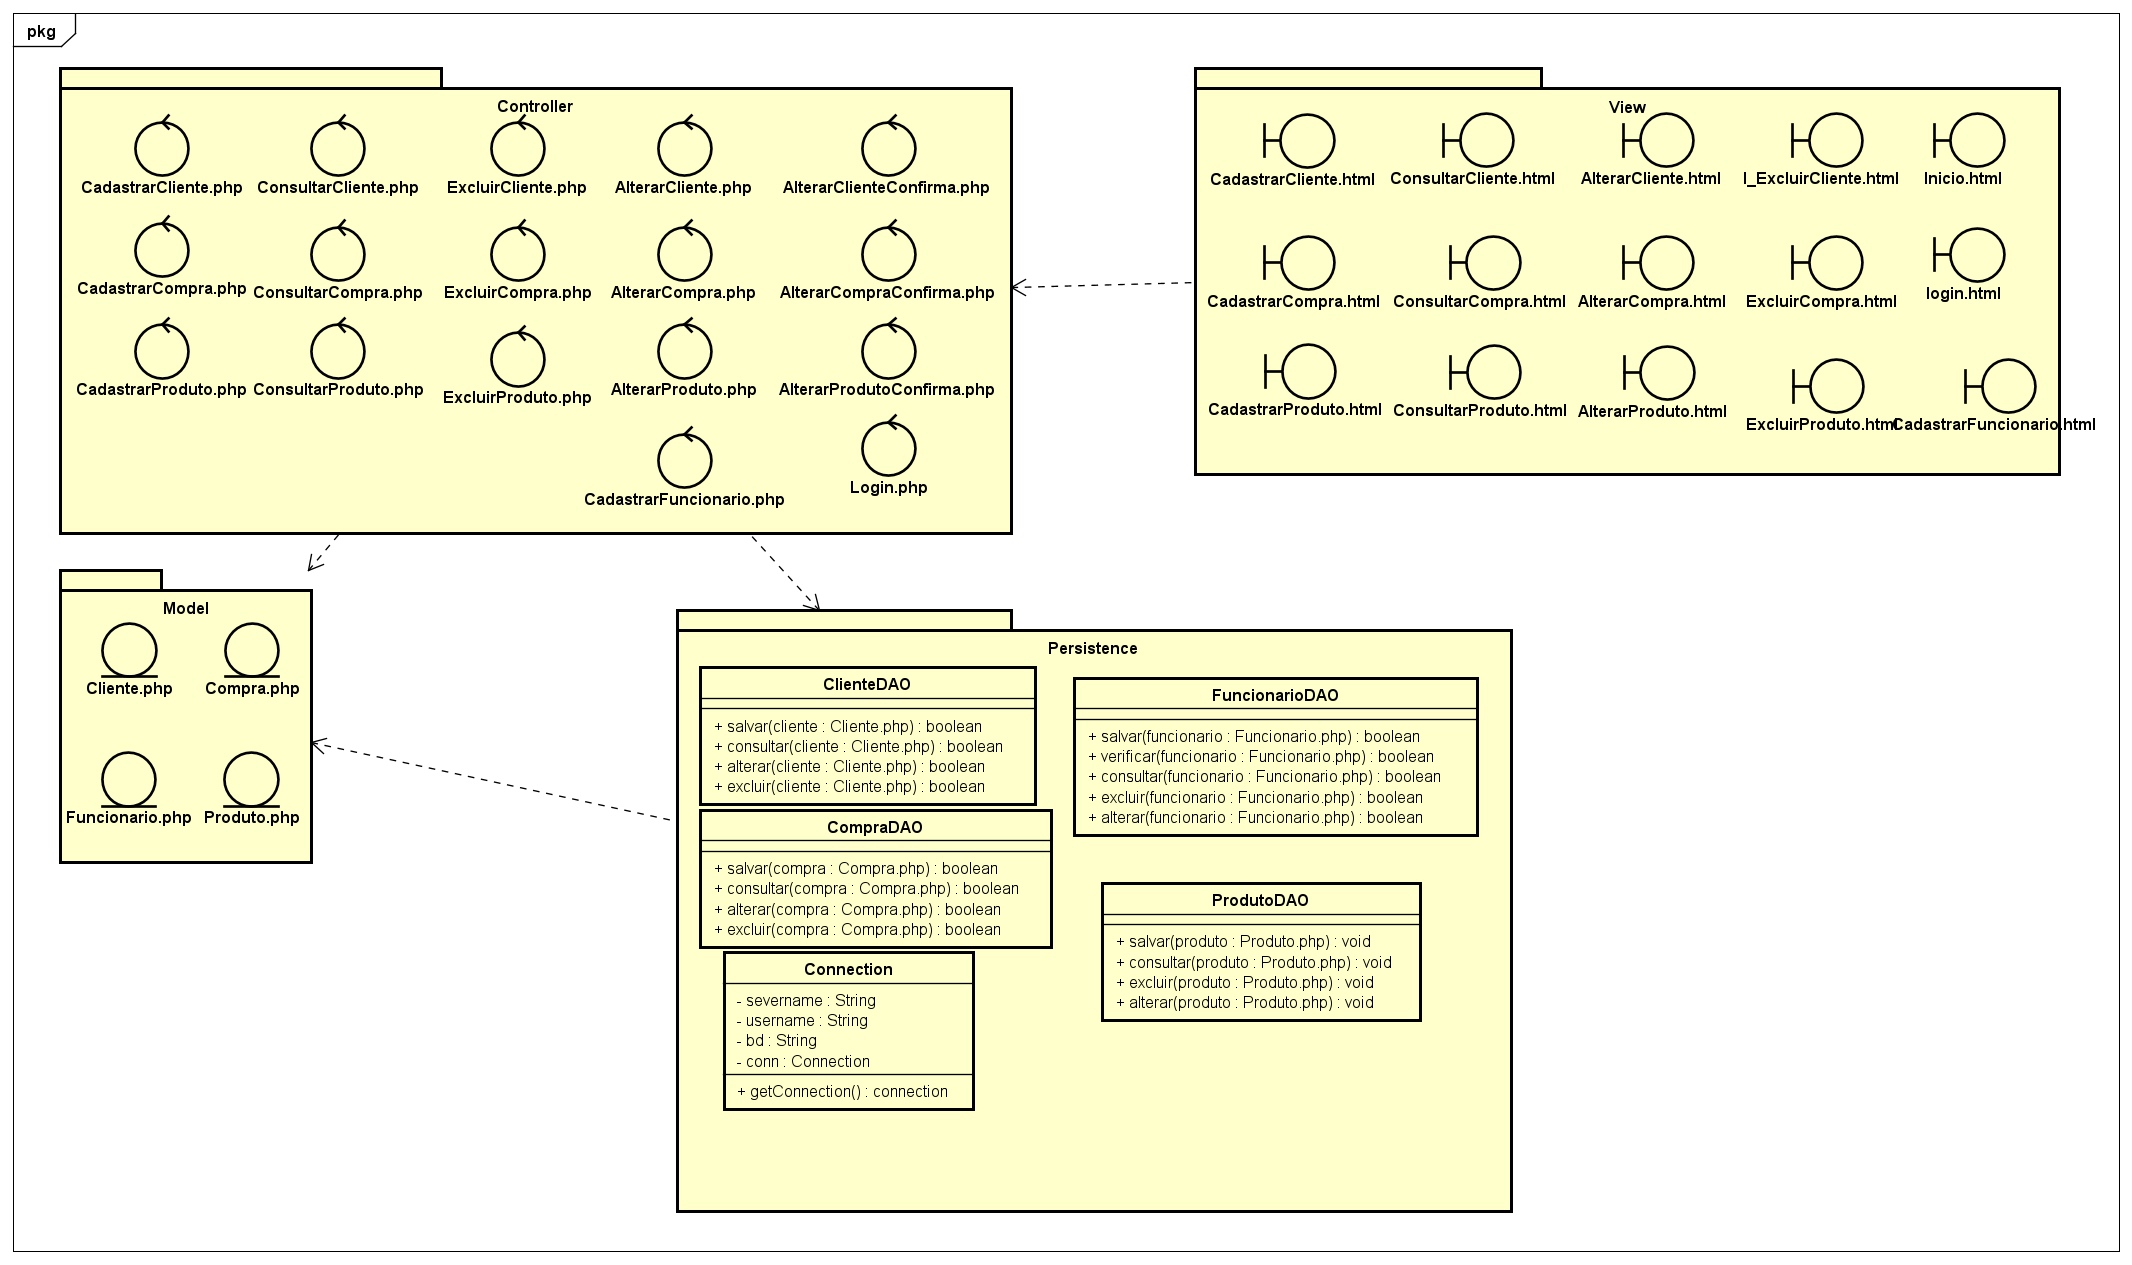 pkg
Controller
CadastrarCliente.php ConsultarCliente.php ExcluirCliente.php AlterarCliente.php AlterarClienteConfirma.php
CadastrarCompra.php ConsultarCompra.php ExcluirCompra.php AlterarCompra.php AlterarCompraConfirma.php
CadastrarProduto.php ConsultarProduto.php ExcluirProduto.php AlterarProduto.php AlterarProdutoConfirma.php
CadastrarFuncionario.php Login.php
View
CadastrarCliente.html ConsultarCliente.html AlterarCliente.html I_ExcluirCliente.html Inicio.html
CadastrarCompra.html ConsultarCompra.html AlterarCompra.html ExcluirCompra.html login.html
CadastrarProduto.html ConsultarProduto.html AlterarProduto.html ExcluirProduto.html CadastrarFuncionario.html
Model
Cliente.php Compra.php
Funcionario.php Produto.php
Persistence
ClienteDAO
+ salvar(cliente : Cliente.php) : boolean
+ consultar(cliente : Cliente.php) : boolean
+ alterar(cliente : Cliente.php) : boolean
+ excluir(cliente : Cliente.php) : boolean
FuncionarioDAO
+ salvar(funcionario : Funcionario.php) : boolean
+ verificar(funcionario : Funcionario.php) : boolean
+ consultar(funcionario : Funcionario.php) : boolean
+ excluir(funcionario : Funcionario.php) : boolean
+ alterar(funcionario : Funcionario.php) : boolean
CompraDAO
+ salvar(compra : Compra.php) : boolean
+ consultar(compra : Compra.php) : boolean
+ alterar(compra : Compra.php) : boolean
+ excluir(compra : Compra.php) : boolean
ProdutoDAO
+ salvar(produto : Produto.php) : void
+ consultar(produto : Produto.php) : void
+ excluir(produto : Produto.php) : void
+ alterar(produto : Produto.php) : void
Connection
- severname : String
- username : String
- bd : String
- conn : Connection
+ getConnection() : connection